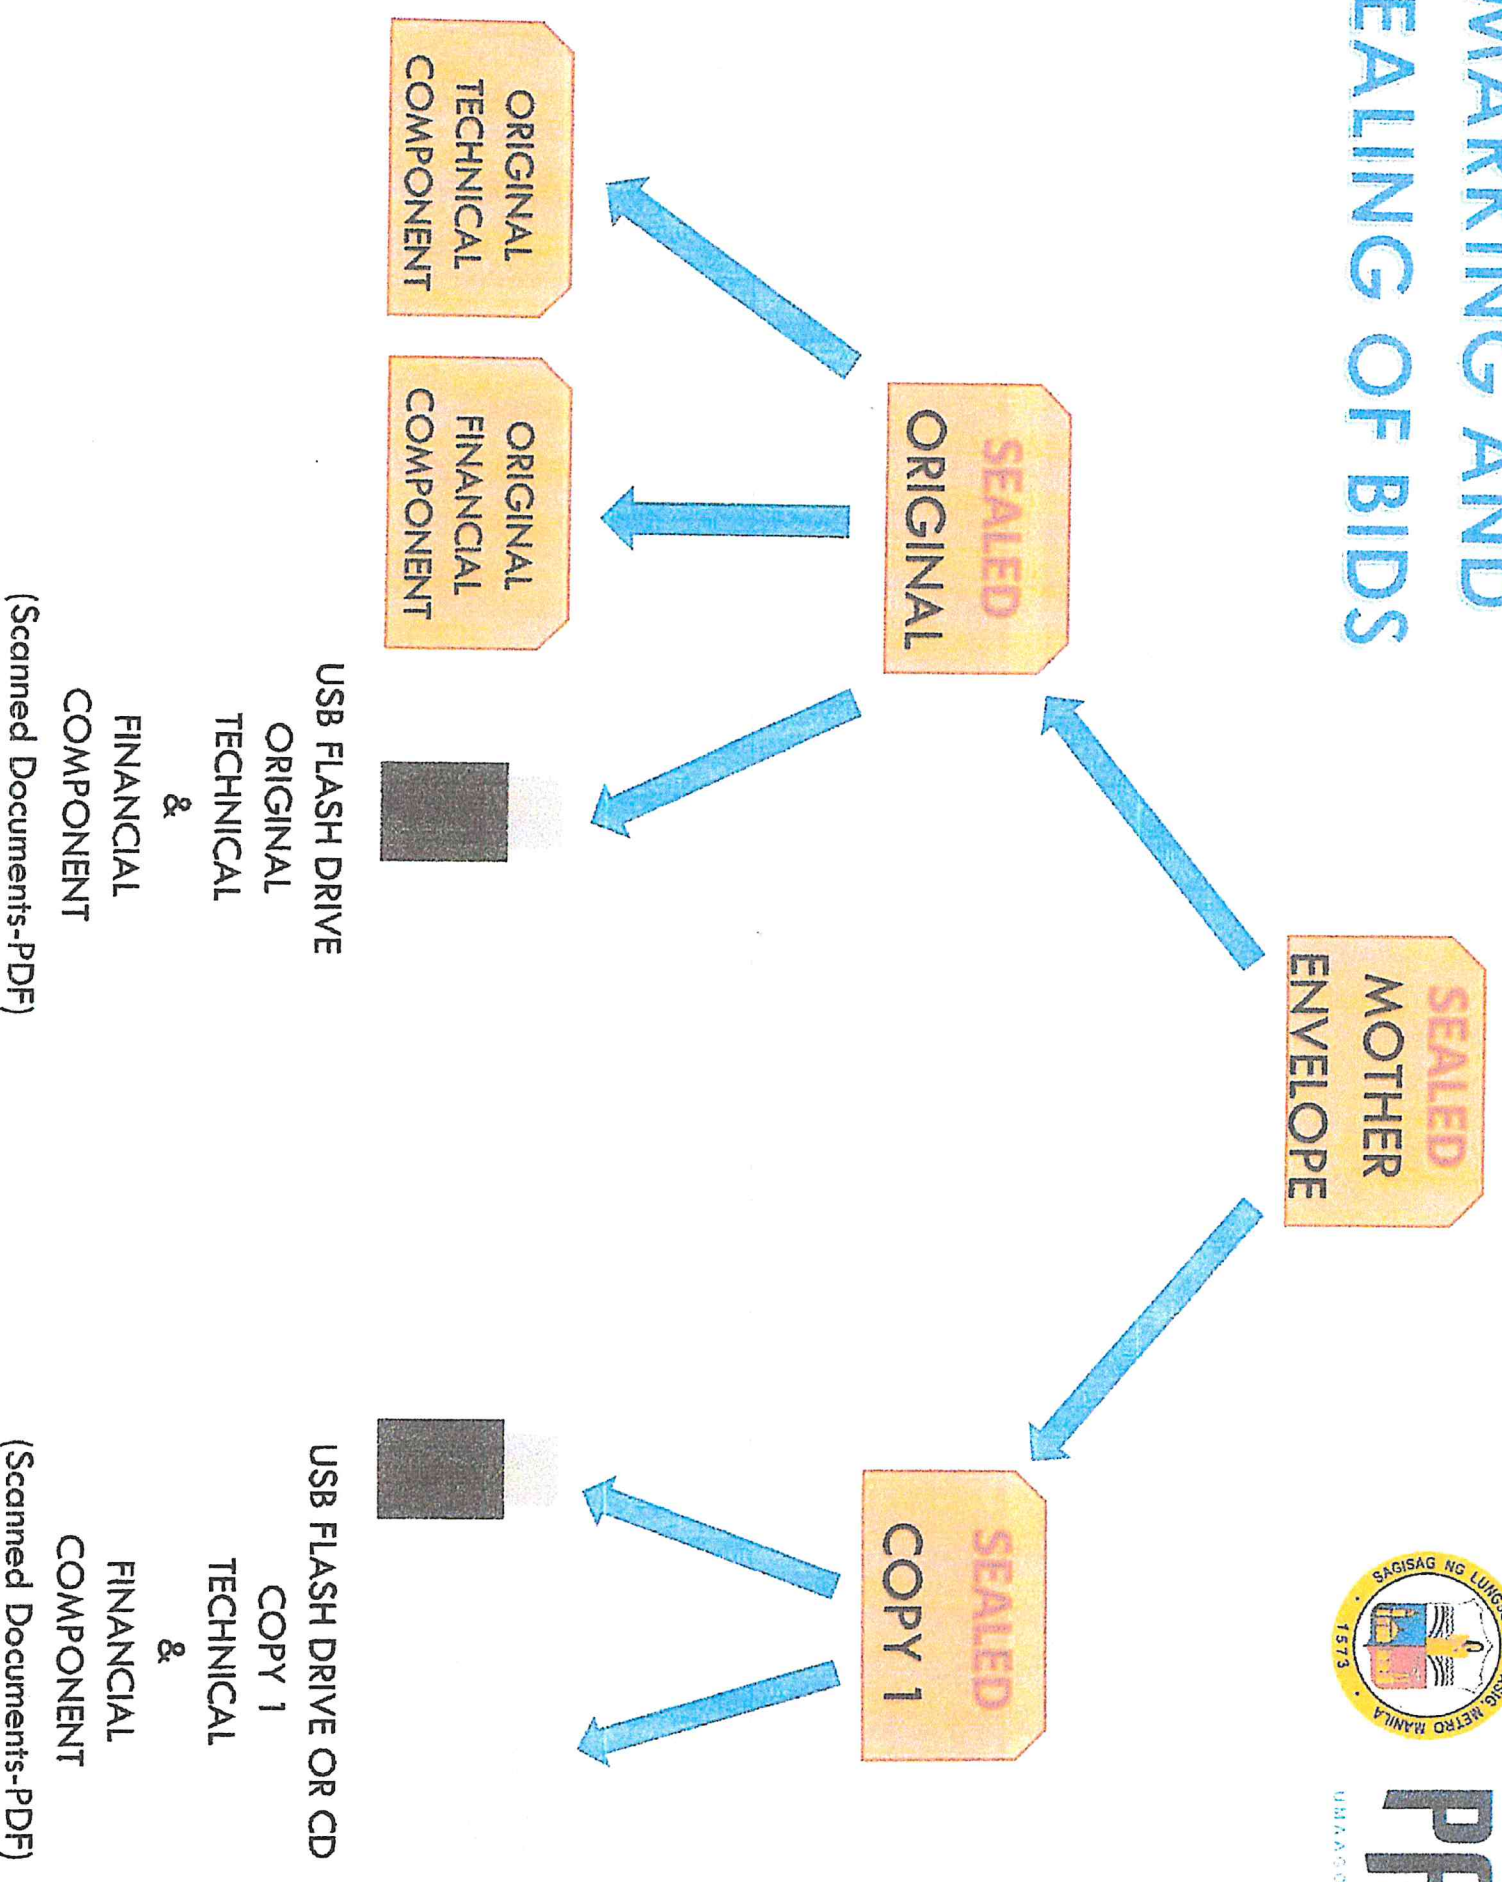 MARKING AND
EALING OF BIDS
SAGISAG NG
METRO MANILA
1573
SEALED
MOTHER
ENVELOPE
SEALED
ORIGINAL
SEALED
COPY 1
ORIGINAL
TECHNICAL
COMPONENT
ORIGINAL
FINANCIAL
COMPONENT
USB FLASH DRIVE
ORIGINAL
TECHNICAL
&
FINANCIAL
COMPONENT
(Scanned Documents-PDF)
USB FLASH DRIVE OR CD
COPY 1
TECHNICAL
&
FINANCIAL
COMPONENT
(Scanned Documents-PDF)